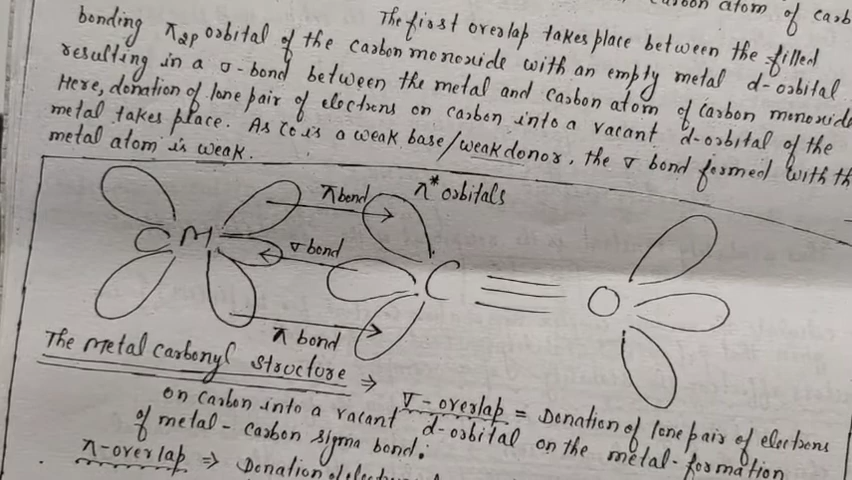 carbon atom of carb
The first overlap takes place between the filled
bonding π2p orbital of the carbon monoxide with an empty metal d-orbital
resulting in a σ-bond between the metal and carbon atom of carbon monoxide
Here, donation of lone pair of electrons on carbon into a vacant d-orbital of the
metal takes place. As CO is a weak base/weak donor, the σ bond formed with th
metal atom is weak.
π bond π* orbitals
M σ bond C O
π bond
The metal carbonyl structure ⇒
σ-overlap = Donation of lone pair of electrons
on carbon into a vacant d-orbital on the metal-formation
of metal-carbon sigma bond.
π-overlap ⇒ Donation of electrons